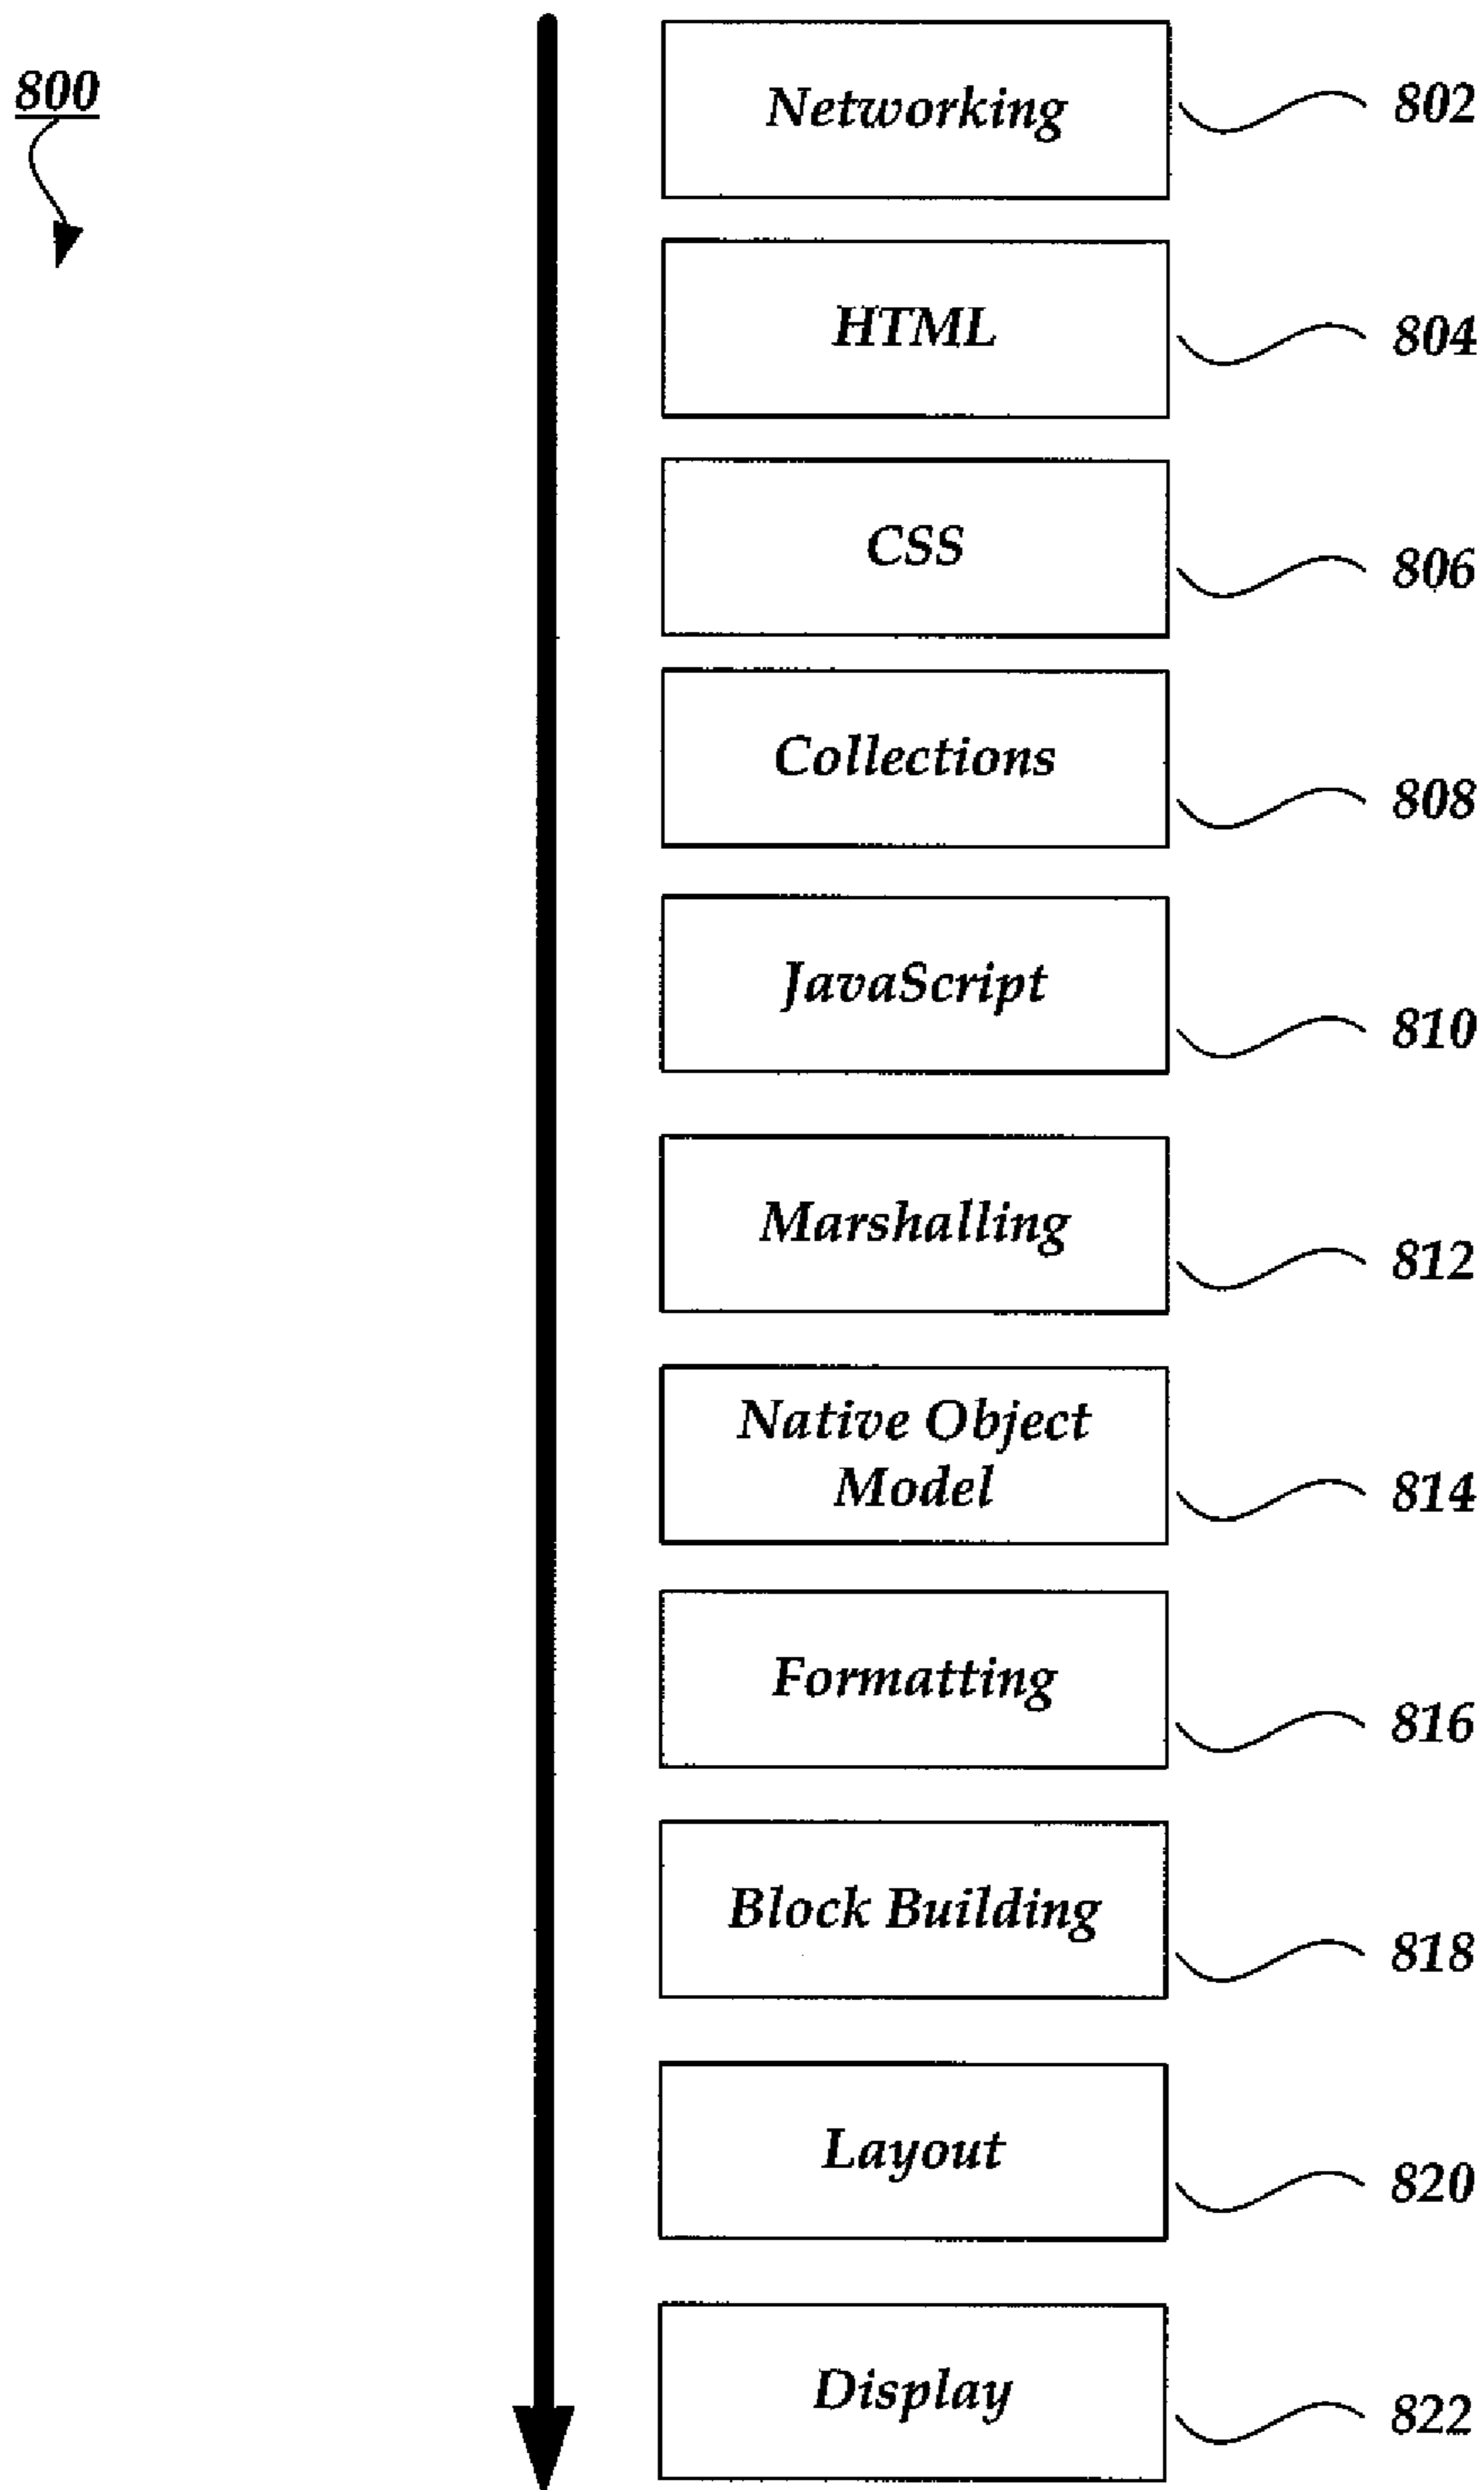 800
Networking 802
HTML 804
CSS 806
Collections 808
JavaScript 810
Marshalling 812
Native Object
Model 814
Formatting 816
Block Building 818
Layout 820
Display 822